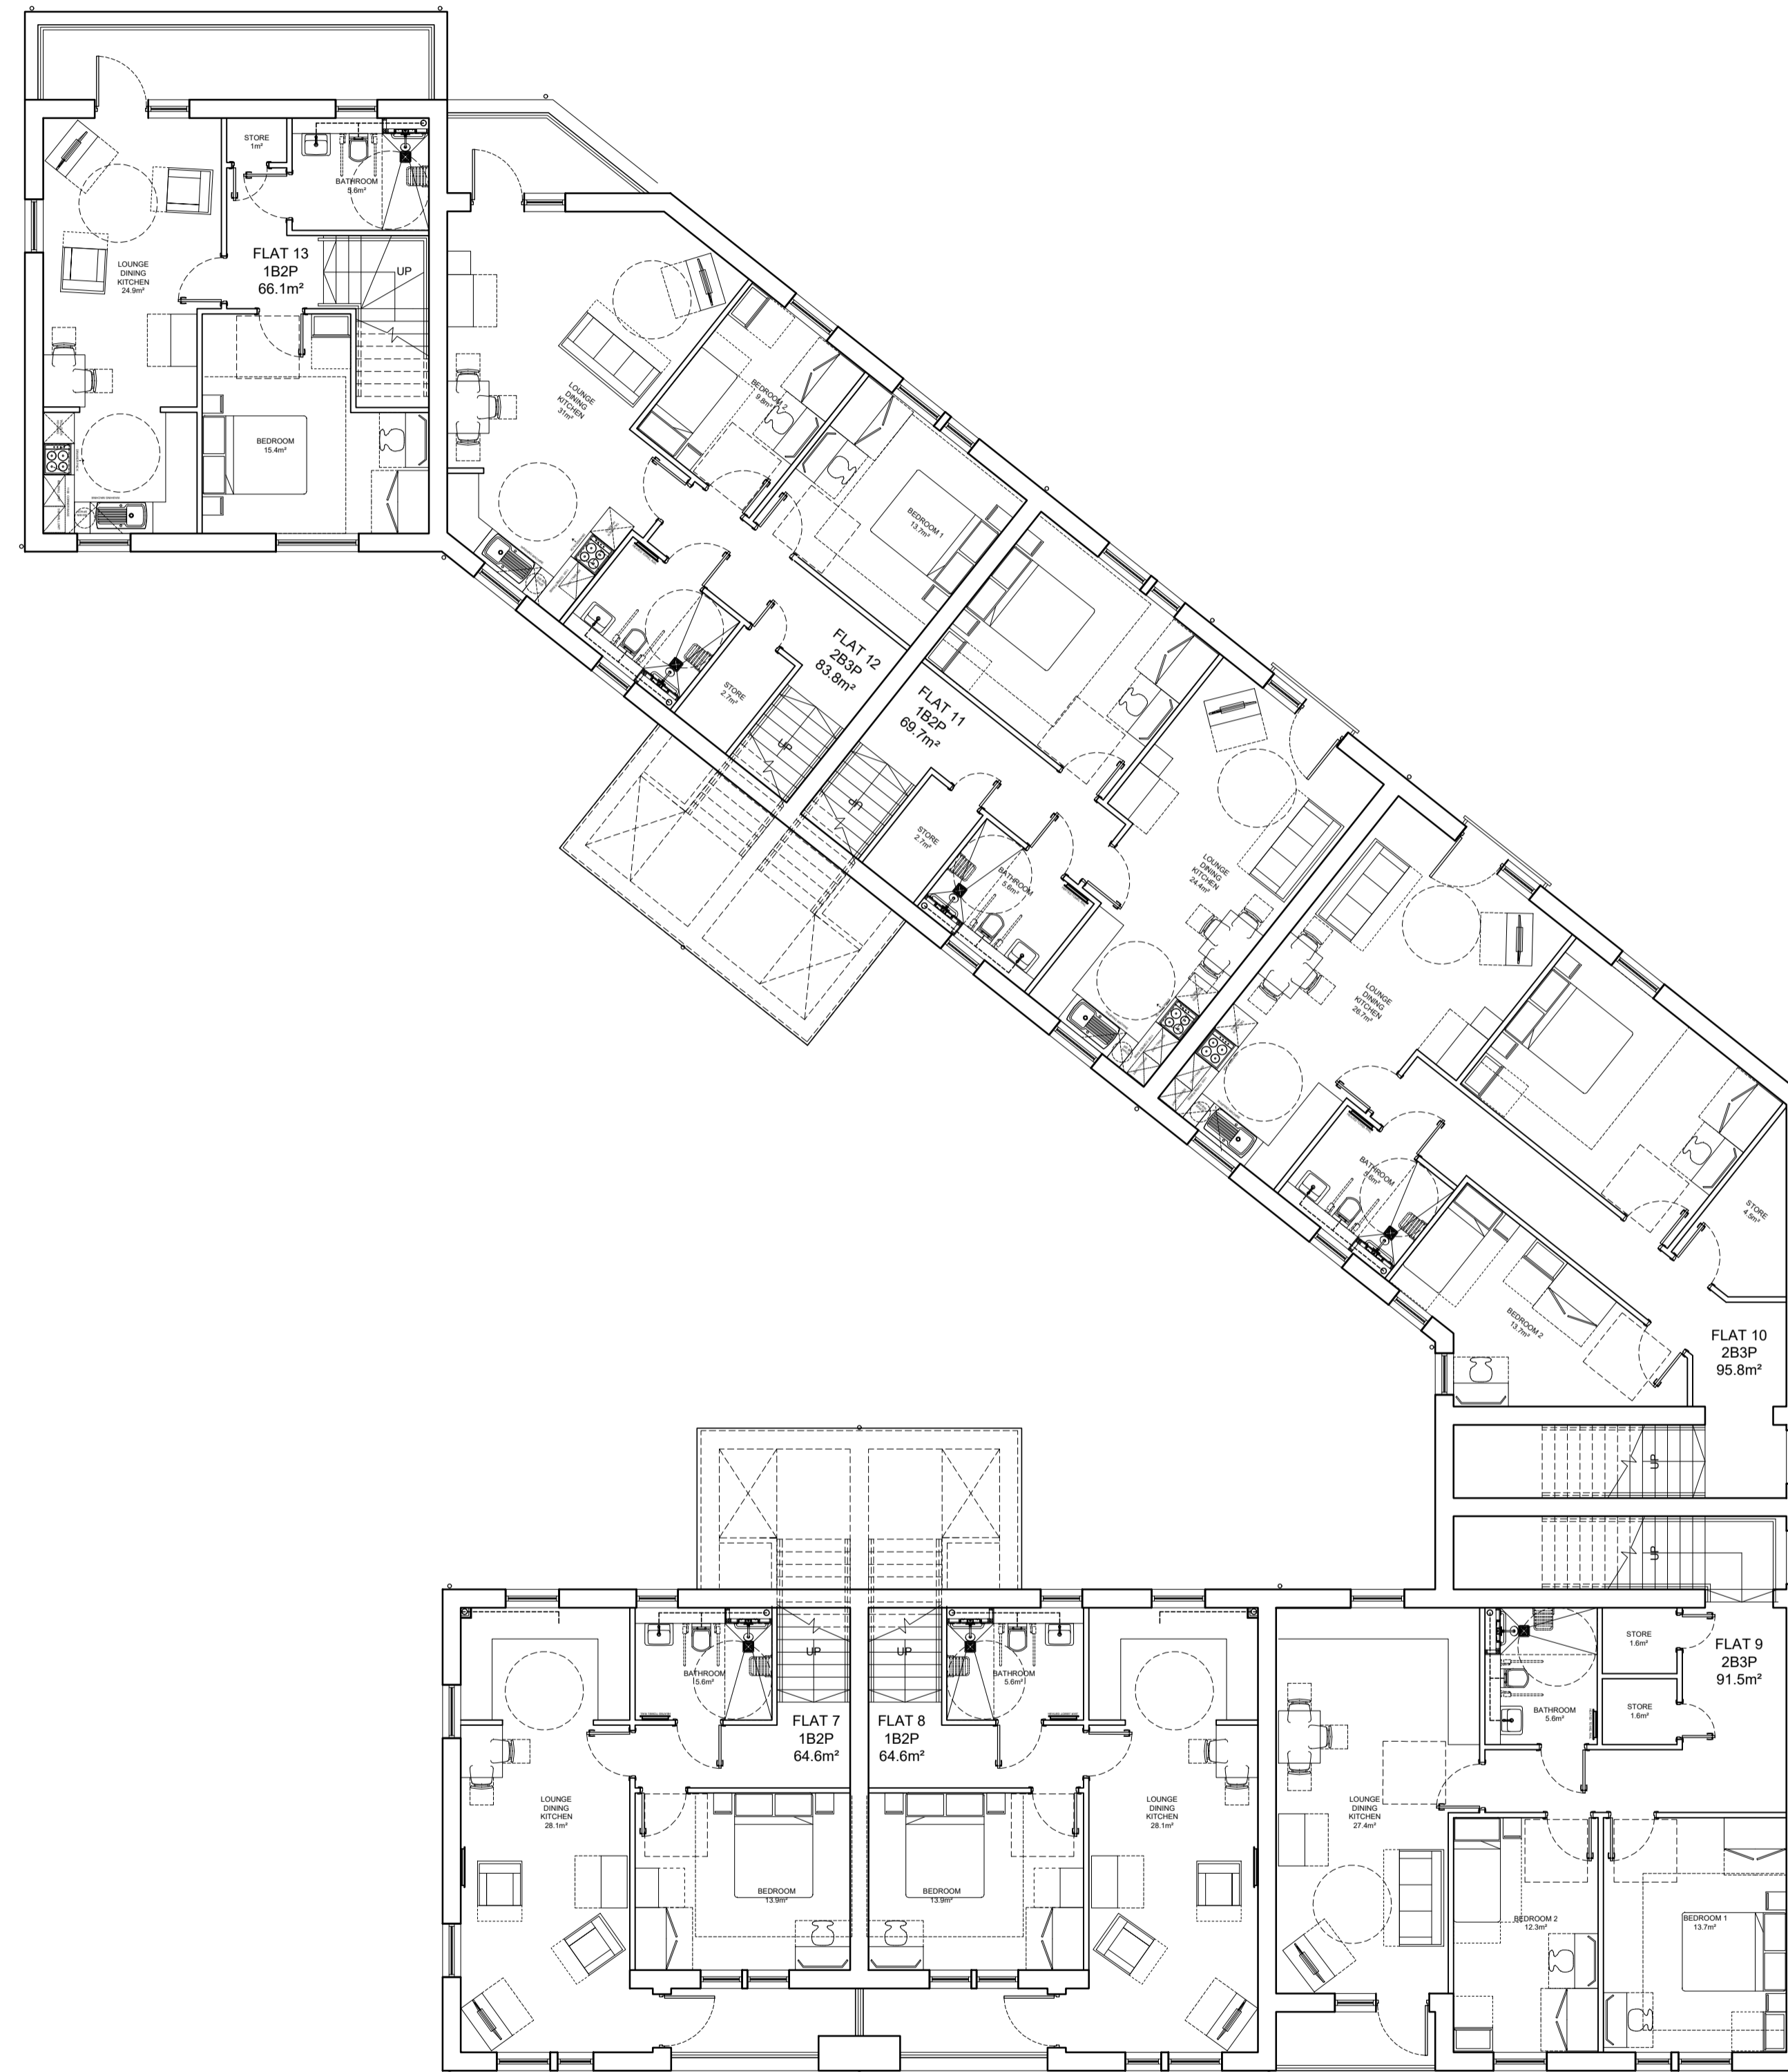 STORE
1m²
BATHROOM
5.6m²
FLAT 13
1B2P
66.1m²
UP
LOUNGE
DINING
KITCHEN
24.9m²
BEDROOM
15.4m²
LOUNGE
DINING
KITCHEN
31m²
BEDROOM 2
9.8m²
BEDROOM 1
13.7m²
FLAT 12
2B3P
83.8m²
STORE
2.7m²
UP
FLAT 11
1B2P
69.7m²
UP
STORE
2.7m²
BATHROOM
5.6m²
LOUNGE
DINING
KITCHEN
24.4m²
LOUNGE
DINING
KITCHEN
26.7m²
BATHROOM
5.6m²
STORE
4.5m²
BEDROOM 2
13.7m²
FLAT 10
2B3P
95.8m²
UP
UP
BATHROOM
5.6m²
UP
FLAT 7
1B2P
64.6m²
LOUNGE
DINING
KITCHEN
28.1m²
BEDROOM
13.9m²
UP
BATHROOM
5.6m²
FLAT 8
1B2P
64.6m²
LOUNGE
DINING
KITCHEN
28.1m²
BEDROOM
13.9m²
STORE
1.6m²
FLAT 9
2B3P
91.5m²
STORE
1.6m²
BATHROOM
5.6m²
LOUNGE
DINING
KITCHEN
27.4m²
BEDROOM 2
12.3m²
BEDROOM 1
13.7m²